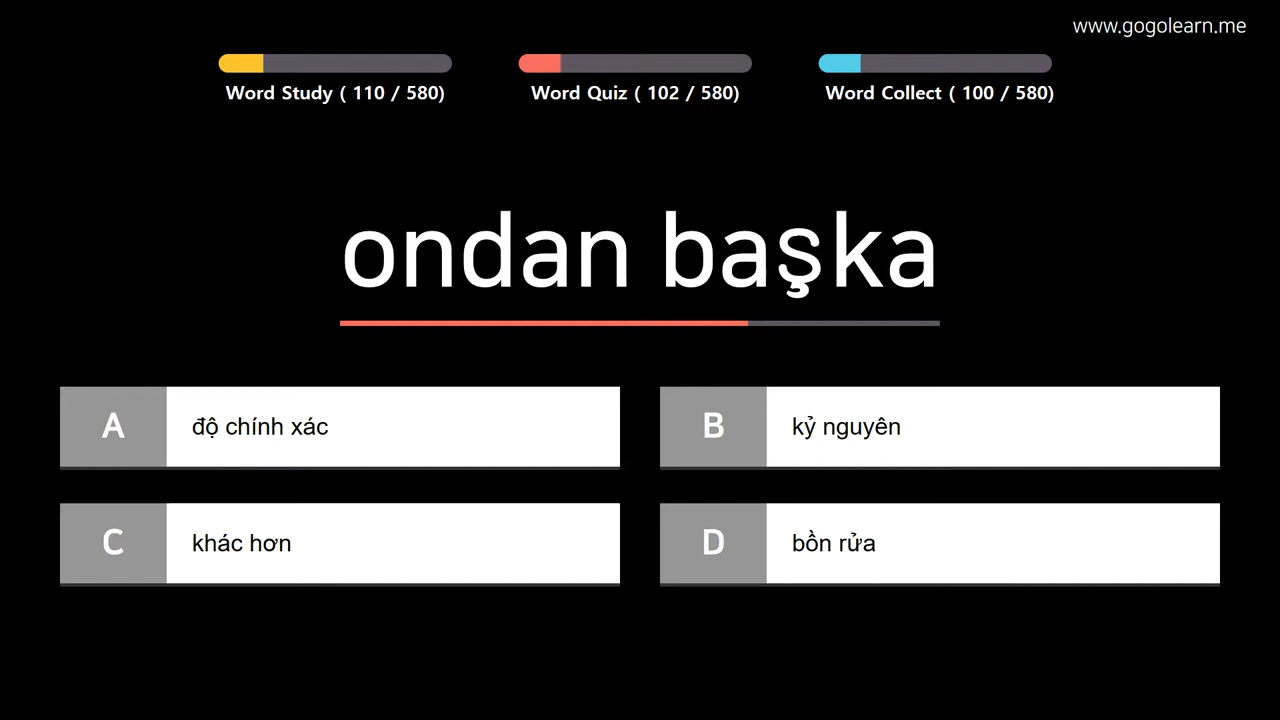 www.gogolearn.me
Word Study ( 110 / 580)
Word Quiz ( 102 / 580)
Word Collect ( 100 / 580)
ondan başka
A độ chính xác
B kỷ nguyên
C khác hơn
D bồn rửa